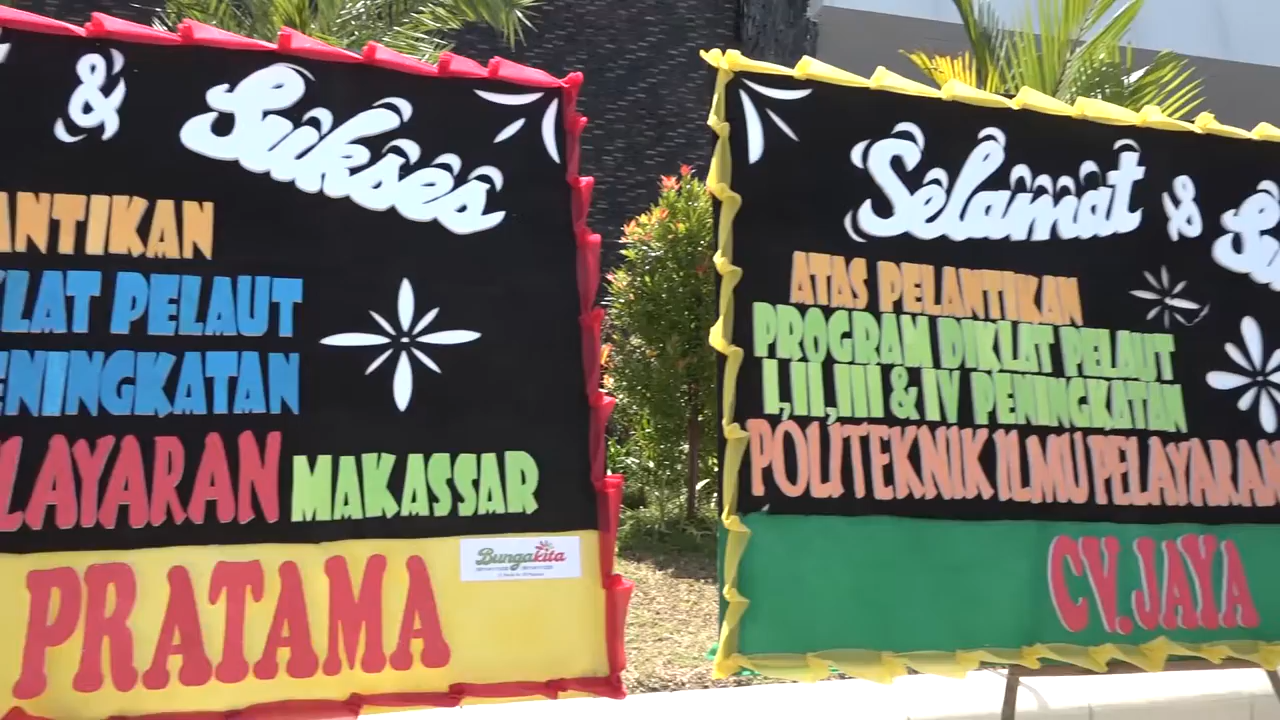 & Sukses
ANTIKAN
LAT PELAUT
ENINGKATAN
LAYARAN MAKASSAR
PRATAMA
Bungakita
Selamat & S
ATAS PELANTIKAN
PROGRAM DIKLAT PELAUT
I,II,III & IV PENINGKATAN
POLITEKNIK ILMU PELAYARAN
CV.JAYA